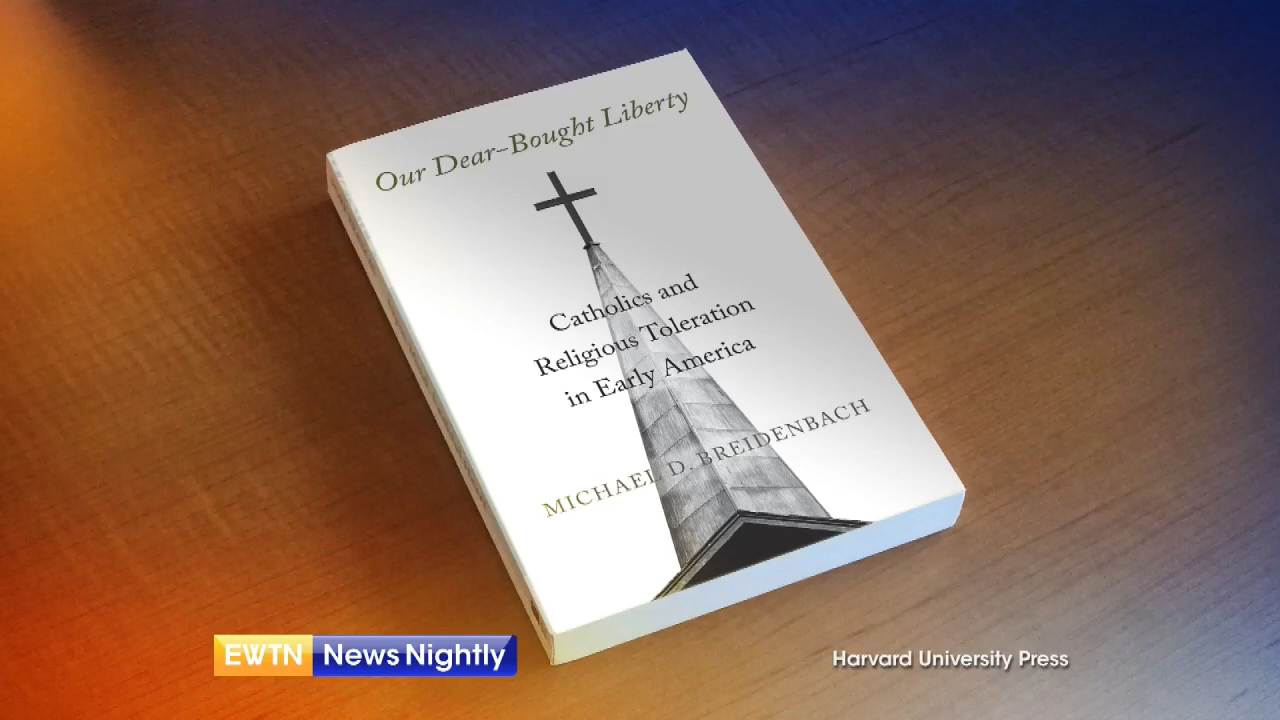 Our Dear-Bought Liberty
Catholics and
Religious Toleration
in Early America
MICHAEL D. BREIDENBACH
EWTN News Nightly
Harvard University Press